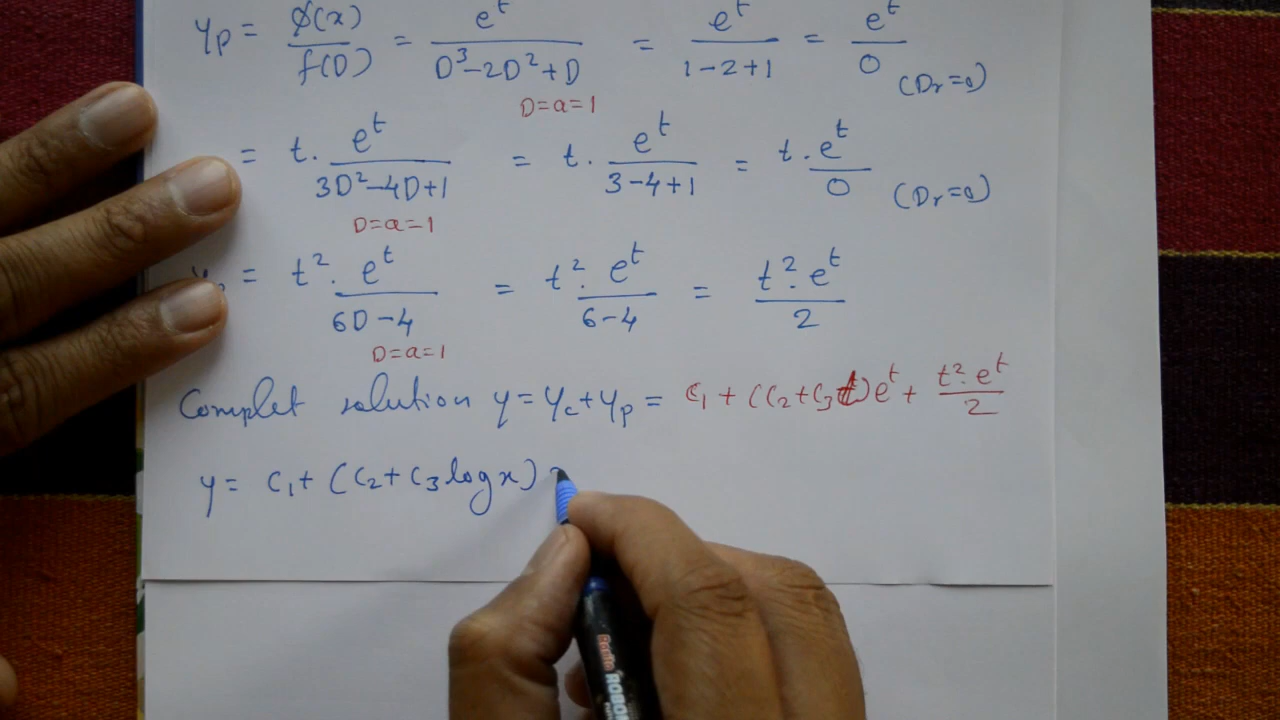 yp = ϕ(x)/f(D) = e^t/D³-2D²+D = e^t/1-2+1 = e^t/0 (Dr=0)
D=a=1
= t. e^t/3D²-4D+1 = t. e^t/3-4+1 = t.e^t/0 (Dr=0)
D=a=1
= t². e^t/6D-4 = t². e^t/6-4 = t².e^t/2
D=a=1
Complet solution y = yc+yp = c1 + (c2+c3t)e^t + t².e^t/2
y = c1+ (c2+c3logx)